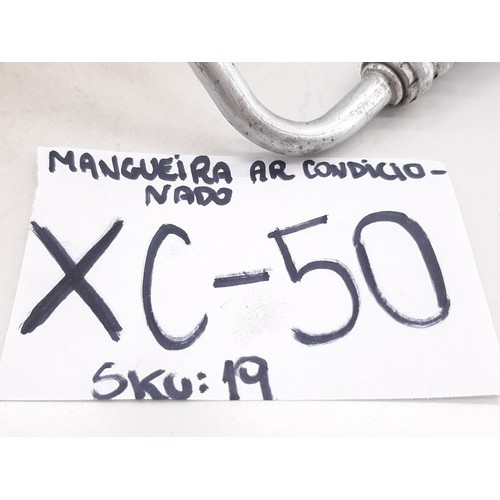 MANGUEIRA AR CONDICIO-
NADO
XC-50
SKU: 19